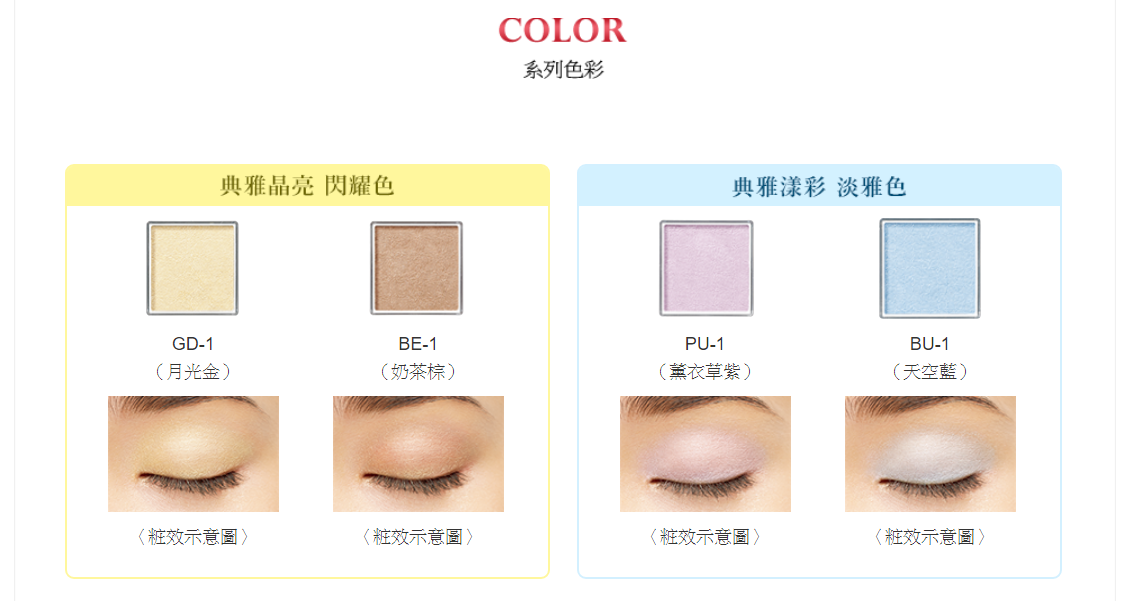 COLOR
系列色彩
典雅晶亮 閃耀色
GD-1
（月光金）
BE-1
（奶茶棕）
〈粧效示意圖〉
〈粧效示意圖〉
典雅漾彩 淡雅色
PU-1
（薰衣草紫）
BU-1
（天空藍）
〈粧效示意圖〉
〈粧效示意圖〉